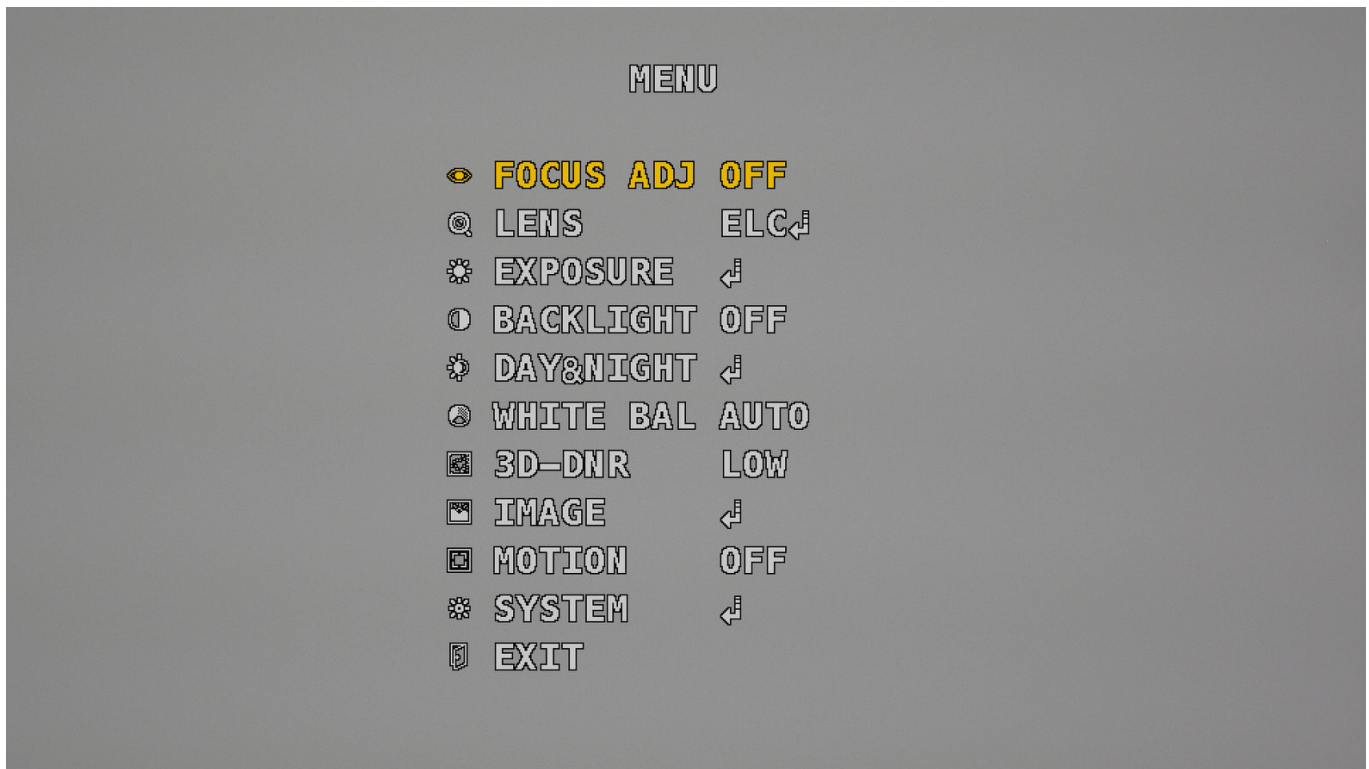 MENU
FOCUS ADJ OFF
LENS ELC↲
EXPOSURE ↲
BACKLIGHT OFF
DAY&NIGHT ↲
WHITE BAL AUTO
3D–DNR LOW
IMAGE ↲
MOTION OFF
SYSTEM ↲
EXIT